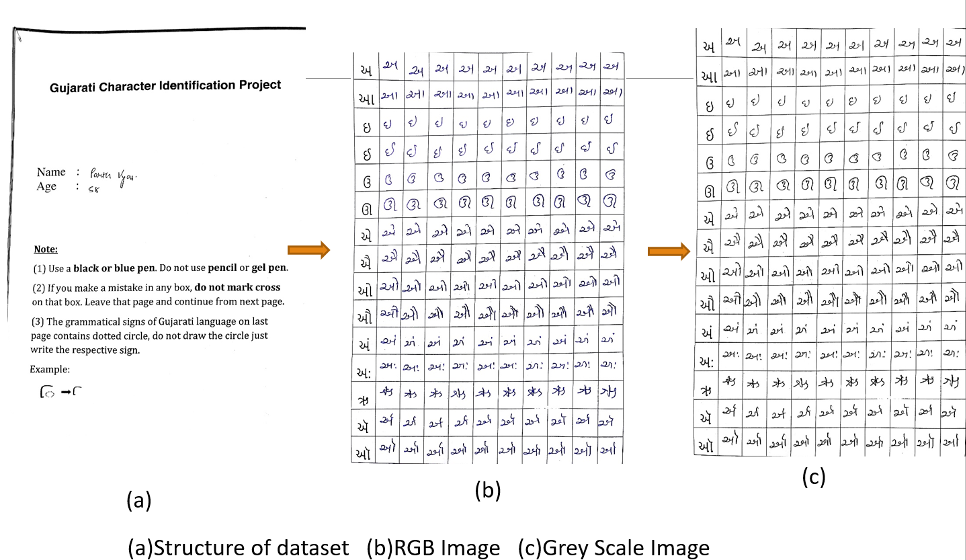 Gujarati Character Identification Project
Name :
Age :
Note:
(1) Use a black or blue pen. Do not use pencil or gel pen.
(2) If you make a mistake in any box, do not mark cross
on that box. Leave that page and continue from next page.
(3) The grammatical signs of Gujarati language on last
page contains dotted circle, do not draw the circle just
write the respective sign.
Example:
(a)
અ અ અ અ અ અ અ અ અ અ અ
આ આ આ આ આ આ આ આ આ આ આ
ઇ ઇ ઇ ઇ ઇ ઇ ઇ ઇ ઇ ઇ ઇ
ઈ ઈ ઈ ઈ ઈ ઈ ઈ ઈ ઈ ઈ ઈ
ઉ ઉ ઉ ઉ ઉ ઉ ઉ ઉ ઉ ઉ ઉ
ઊ ઊ ઊ ઊ ઊ ઊ ઊ ઊ ઊ ઊ ઊ
એ એ એ એ એ એ એ એ એ એ એ
ઐ ઐ ઐ ઐ ઐ ઐ ઐ ઐ ઐ ઐ ઐ
ઓ ઓ ઓ ઓ ઓ ઓ ઓ ઓ ઓ ઓ ઓ
ઔ ઔ ઔ ઔ ઔ ઔ ઔ ઔ ઔ ઔ ઔ
અં અં અં અં અં અં અં અં અં અં અં
અ: અ: અ: અ: અ: અ: અ: અ: અ: અ: અ:
ઋ ઋ ઋ ઋ ઋ ઋ ઋ ઋ ઋ ઋ ઋ
ઍ ઍ ઍ ઍ ઍ ઍ ઍ ઍ ઍ ઍ ઍ
ઑ ઑ ઑ ઑ ઑ ઑ ઑ ઑ ઑ ઑ ઑ
(b)
અ અ અ અ અ અ અ અ અ અ અ
આ આ આ આ આ આ આ આ આ આ આ
ઇ ઇ ઇ ઇ ઇ ઇ ઇ ઇ ઇ ઇ ઇ
ઈ ઈ ઈ ઈ ઈ ઈ ઈ ઈ ઈ ઈ ઈ
ઉ ઉ ઉ ઉ ઉ ઉ ઉ ઉ ઉ ઉ ઉ
ઊ ઊ ઊ ઊ ઊ ઊ ઊ ઊ ઊ ઊ ઊ
એ એ એ એ એ એ એ એ એ એ એ
ઐ ઐ ઐ ઐ ઐ ઐ ઐ ઐ ઐ ઐ ઐ
ઓ ઓ ઓ ઓ ઓ ઓ ઓ ઓ ઓ ઓ ઓ
ઔ ઔ ઔ ઔ ઔ ઔ ઔ ઔ ઔ ઔ ઔ
અં અં અં અં અં અં અં અં અં અં અં
અ: અ: અ: અ: અ: અ: અ: અ: અ: અ: અ:
ઋ ઋ ઋ ઋ ઋ ઋ ઋ ઋ ઋ ઋ ઋ
ઍ ઍ ઍ ઍ ઍ ઍ ઍ ઍ ઍ ઍ ઍ
ઑ ઑ ઑ ઑ ઑ ઑ ઑ ઑ ઑ ઑ ઑ
(c)
(a)Structure of dataset (b)RGB Image (c)Grey Scale Image